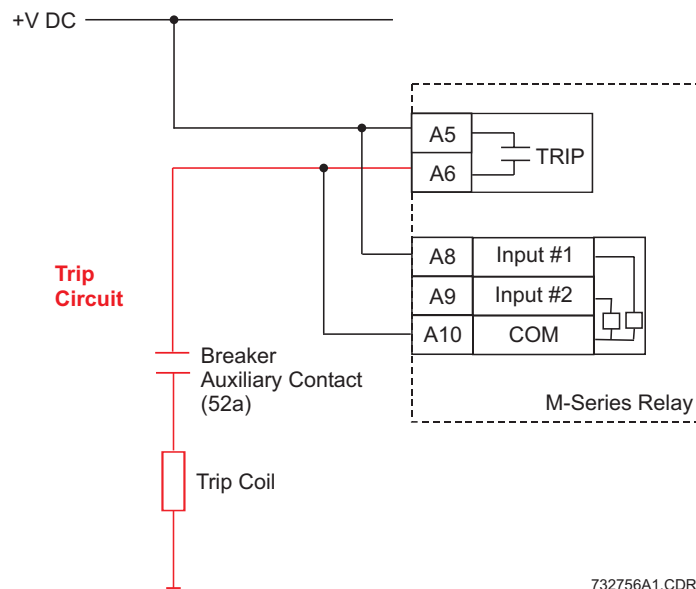 +V DC
A5
TRIP
A6
A8
Input #1
A9
Input #2
A10
COM
Trip
Circuit
Breaker
Auxiliary Contact
(52a)
M-Series Relay
Trip Coil
732756A1.CDR